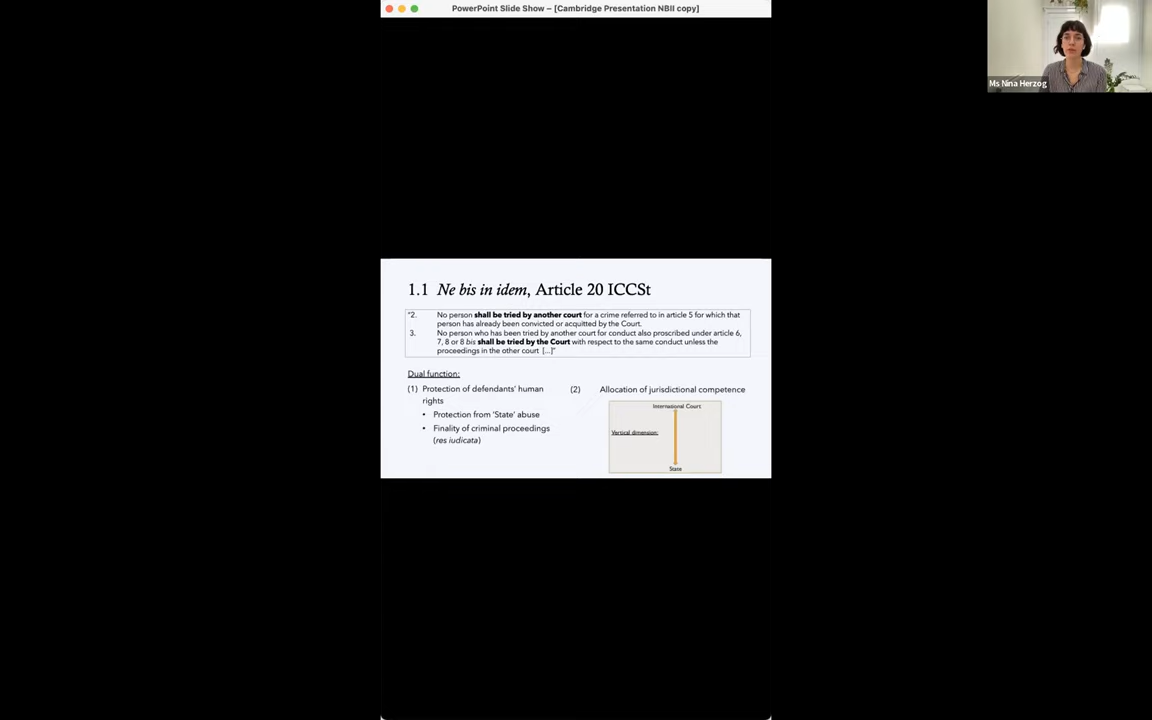 PowerPoint Slide Show – [Cambridge Presentation NBII copy]
Ms Nina Herzog
1.1 Ne bis in idem, Article 20 ICCSt
"2. No person shall be tried by another court for a crime referred to in article 5 for which that
person has already been convicted or acquitted by the Court.
3. No person who has been tried by another court for conduct also proscribed under article 6,
7, 8 or 8 bis shall be tried by the Court with respect to the same conduct unless the
proceedings in the other court [...]"
Dual function:
(1) Protection of defendants' human
rights
• Protection from 'State' abuse
• Finality of criminal proceedings
(res iudicata)
(2) Allocation of jurisdictional competence
International Court
Vertical dimension:
State